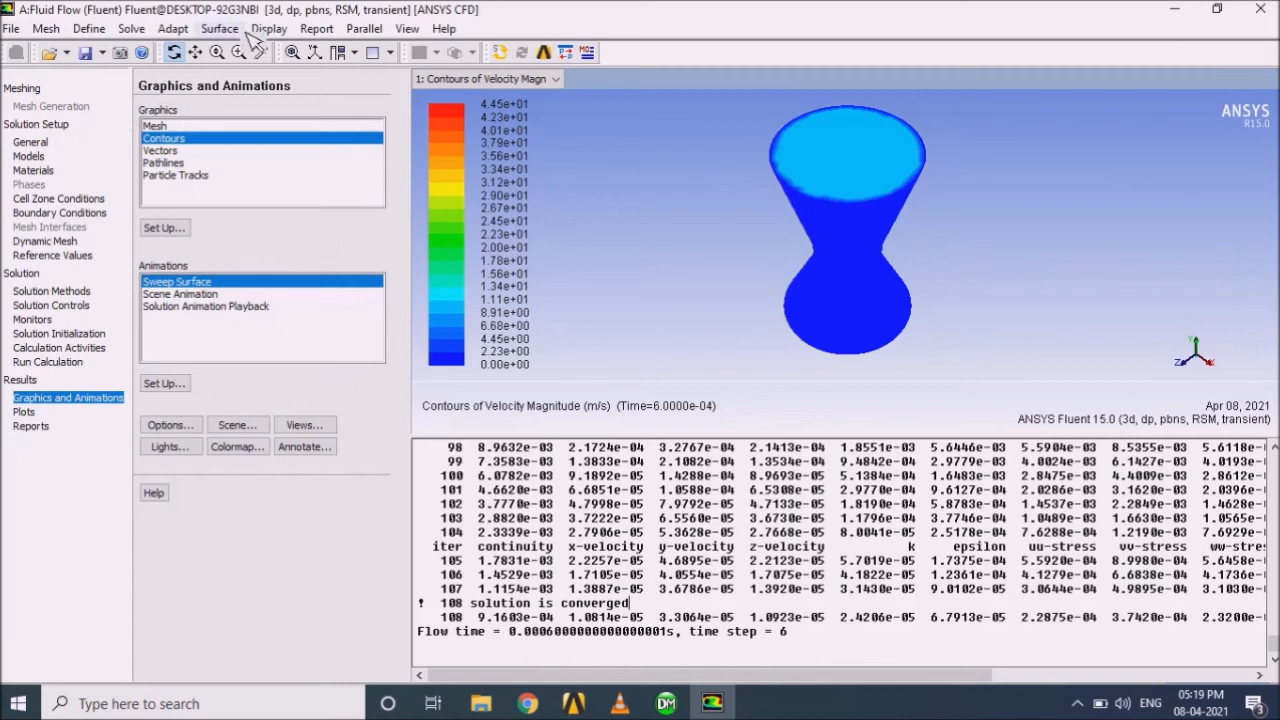 A:Fluid Flow (Fluent) Fluent@DESKTOP-92G3NBI [3d, dp, pbns, RSM, transient] [ANSYS CFD]
File Mesh Define Solve Adapt Surface Display Report Parallel View Help
Meshing
Mesh Generation
Solution Setup
General
Models
Materials
Phases
Cell Zone Conditions
Boundary Conditions
Mesh Interfaces
Dynamic Mesh
Reference Values
Solution
Solution Methods
Solution Controls
Monitors
Solution Initialization
Calculation Activities
Run Calculation
Results
Graphics and Animations
Plots
Reports
Graphics and Animations
Graphics
Mesh
Contours
Vectors
Pathlines
Particle Tracks
Set Up...
Animations
Sweep Surface
Scene Animation
Solution Animation Playback
Set Up...
Options... Scene... Views...
Lights... Colormap... Annotate...
Help
1: Contours of Velocity Magn
4.45e+01
4.23e+01
4.01e+01
3.79e+01
3.56e+01
3.34e+01
3.12e+01
2.90e+01
2.67e+01
2.45e+01
2.23e+01
2.00e+01
1.78e+01
1.56e+01
1.34e+01
1.11e+01
8.91e+00
6.68e+00
4.45e+00
2.23e+00
0.00e+00
ANSYS
R15.0
Y
Z X
Contours of Velocity Magnitude (m/s) (Time=6.0000e-04)
Apr 08, 2021
ANSYS Fluent 15.0 (3d, dp, pbns, RSM, transient)
98 8.9632e-03 2.1724e-04 3.2767e-04 2.1413e-04 1.8551e-03 5.6446e-03 5.5904e-03 8.5355e-03 5.6118e-
99 7.3583e-03 1.3833e-04 2.1082e-04 1.3534e-04 9.4842e-04 2.9779e-03 4.0024e-03 6.1427e-03 4.0193e-
100 6.0782e-03 9.1892e-05 1.4288e-04 8.9693e-05 5.1384e-04 1.6483e-03 2.8475e-03 4.4009e-03 2.8612e-
101 4.6620e-03 6.6851e-05 1.0588e-04 6.5308e-05 2.9770e-04 9.6127e-04 2.0286e-03 3.1620e-03 2.0396e-
102 3.7770e-03 4.7998e-05 7.9792e-05 4.7133e-05 1.8190e-04 5.8783e-04 1.4537e-03 2.2849e-03 1.4628e-
103 2.8820e-03 3.7222e-05 6.5560e-05 3.6730e-05 1.1796e-04 3.7746e-04 1.0489e-03 1.6630e-03 1.0565e-
104 2.3339e-03 2.7906e-05 5.3628e-05 2.7668e-05 8.0041e-05 2.5178e-04 7.6288e-04 1.2190e-03 7.6929e-
iter continuity x-velocity y-velocity z-velocity k epsilon uu-stress vv-stress ww-stre
105 1.7831e-03 2.2257e-05 4.6895e-05 2.2123e-05 5.7019e-05 1.7375e-04 5.5920e-04 8.9980e-04 5.6458e-
106 1.4529e-03 1.7105e-05 4.0554e-05 1.7075e-05 4.1822e-05 1.2361e-04 4.1279e-04 6.6838e-04 4.1736e-
107 1.1154e-03 1.3887e-05 3.6786e-05 1.3920e-05 3.1430e-05 9.0102e-05 3.0644e-04 4.9895e-04 3.1030e-
! 108 solution is converged
108 9.1603e-04 1.0814e-05 3.3064e-05 1.0923e-05 2.4206e-05 6.7913e-05 2.2875e-04 3.7420e-04 2.3200e-
Flow time = 0.0006000000000000001s, time step = 6
Type here to search
DM
ENG
05:19 PM
08-04-2021
3